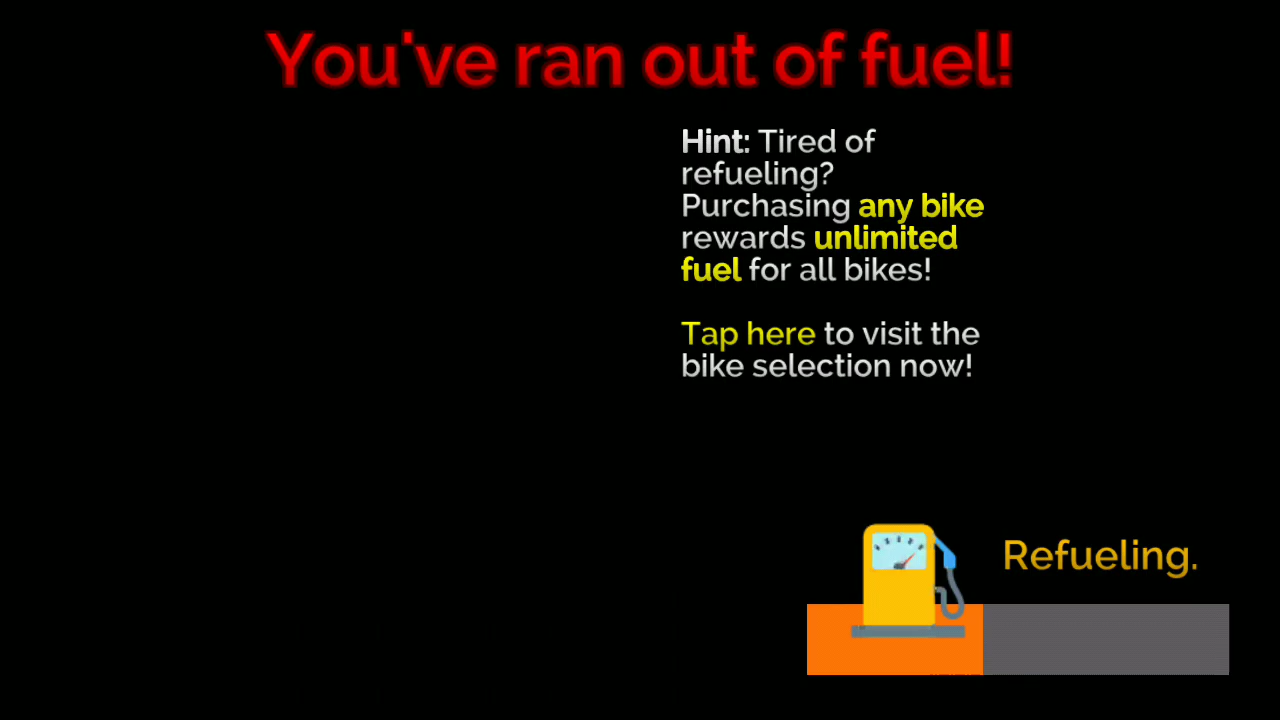 You've ran out of fuel!
Hint: Tired of
refueling?
Purchasing any bike
rewards unlimited
fuel for all bikes!
Tap here to visit the
bike selection now!
Refueling.